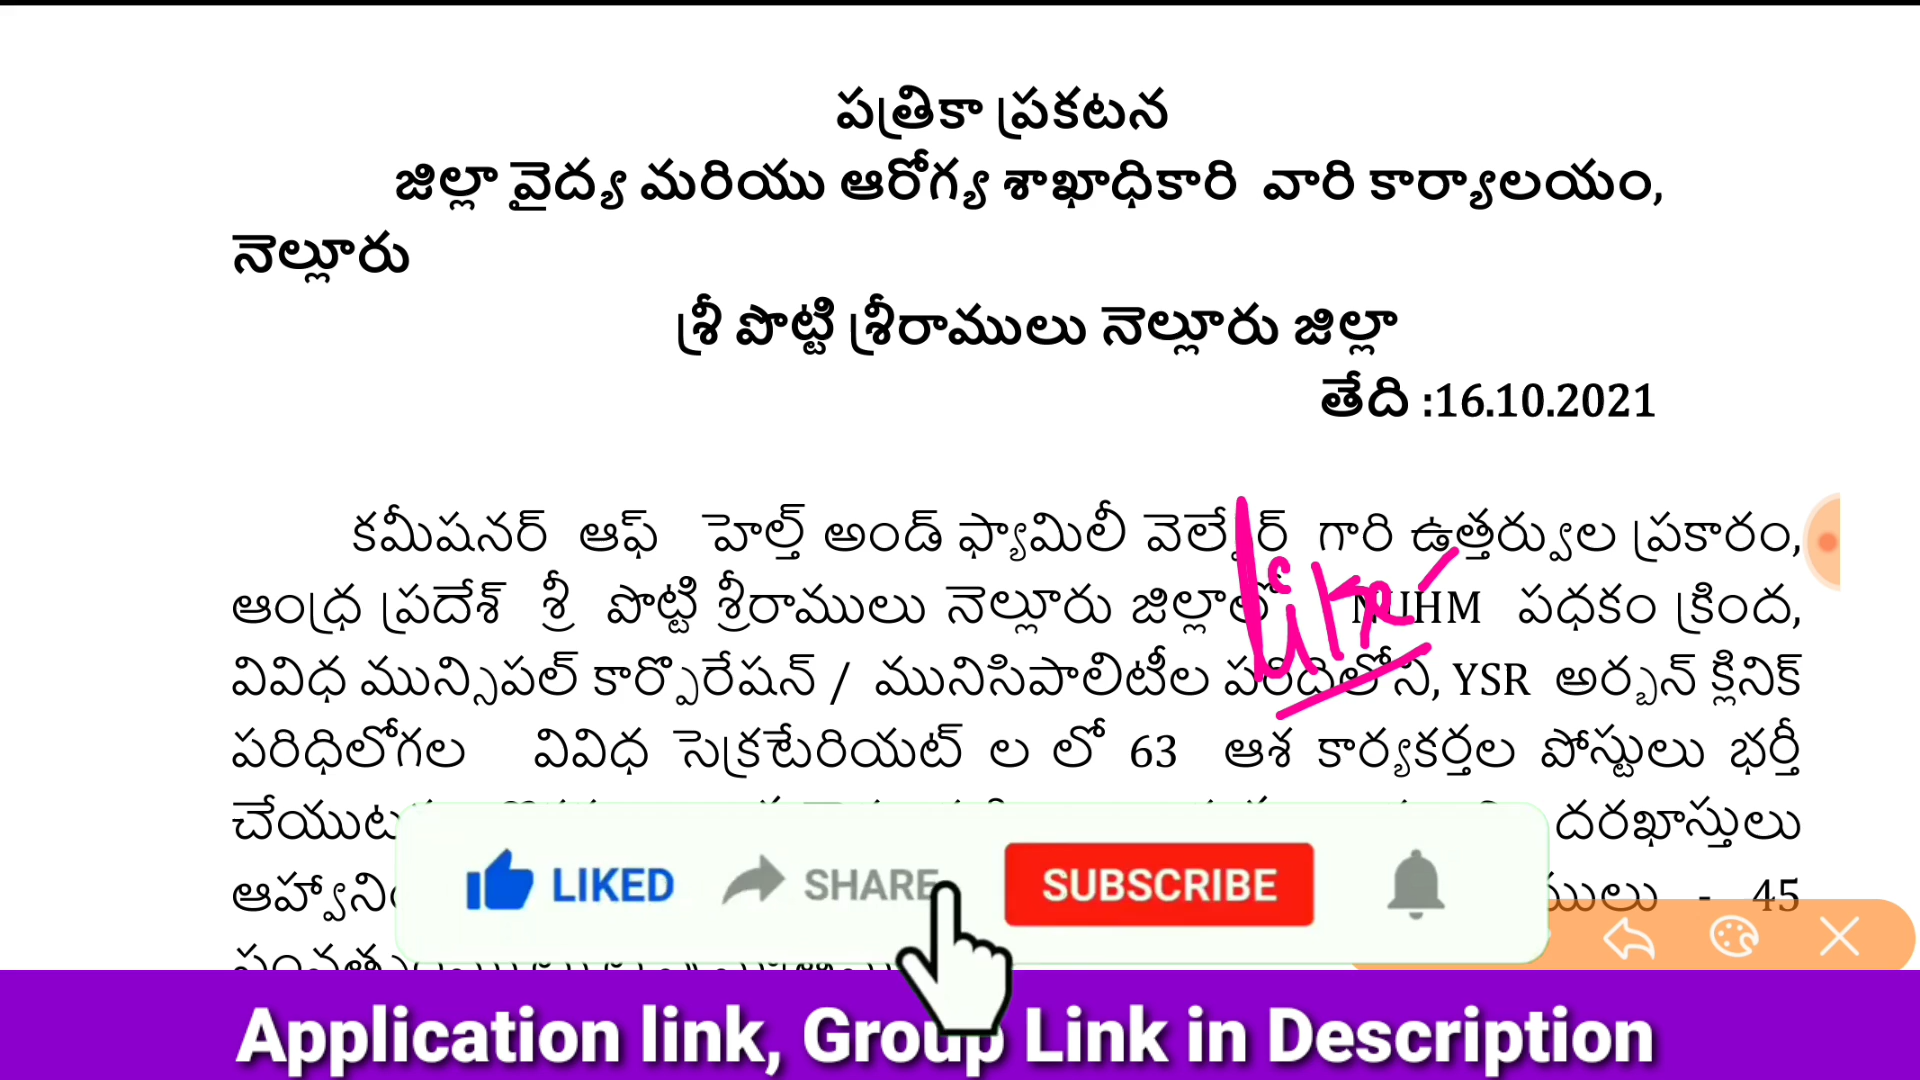 పత్రికా ప్రకటన
జిల్లా వైద్య మరియు ఆరోగ్య శాఖాధికారి వారి కార్యాలయం,
నెల్లూరు
శ్రీ పొట్టి శ్రీరాములు నెల్లూరు జిల్లా
తేది :16.10.2021
కమీషనర్ ఆఫ్ హెల్త్ అండ్ ఫ్యామిలీ వెల్ఫేర్ గారి ఉత్తర్వుల ప్రకారం,
ఆంధ్ర ప్రదేశ్ శ్రీ పొట్టి శ్రీరాములు నెల్లూరు జిల్లాలో NUHM పధకం క్రింద,
like
వివిధ మున్సిపల్ కార్పొరేషన్ / మునిసిపాలిటీల పరిధిలోని, YSR అర్బన్ క్లినిక్
పరిధిలోగల వివిధ సెక్రటేరియట్ ల లో 63 ఆశ కార్యకర్తల పోస్టులు భర్తీ
దరఖాస్తులు
- 45
LIKED SHARE SUBSCRIBE
Application link, Group Link in Description